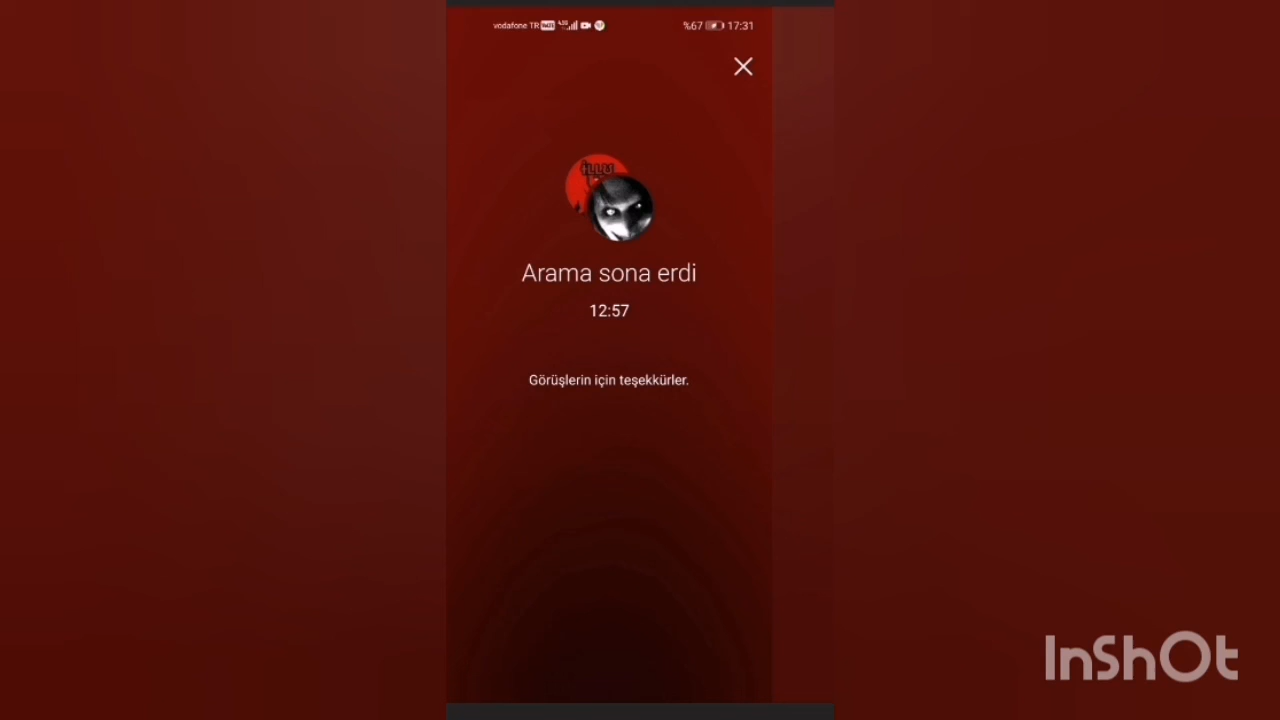 vodafone TR
%67 17:31
Arama sona erdi
12:57
Görüşlerin için teşekkürler.
InShOt